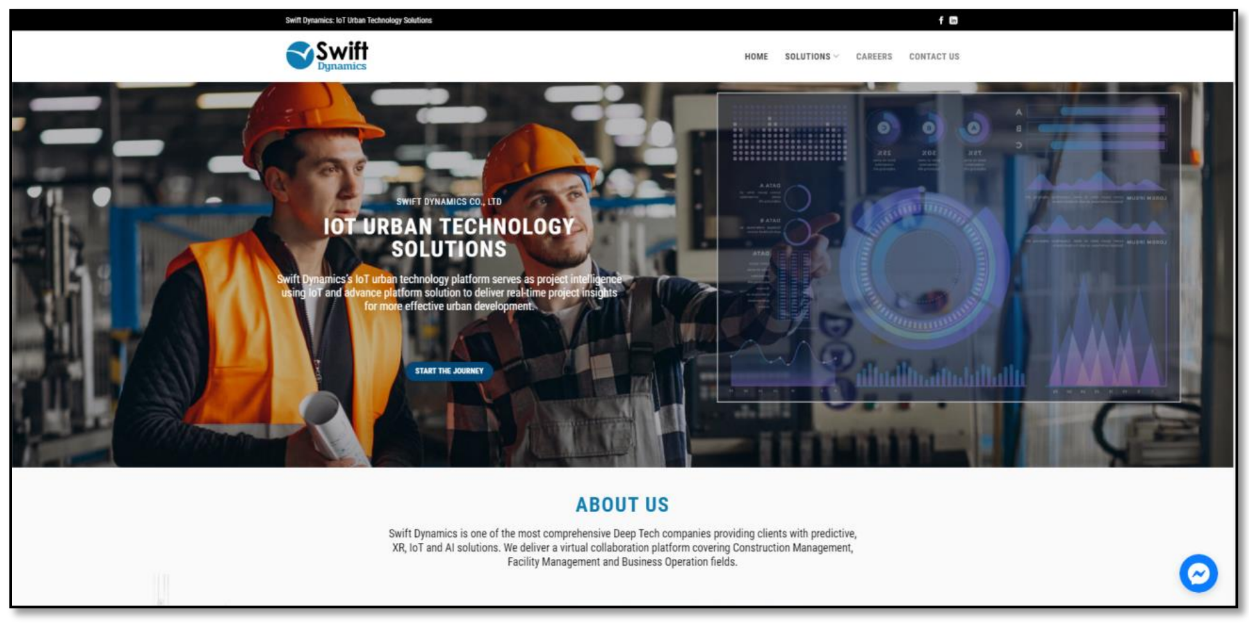 Swift Dynamics: IoT Urban Technology Solutions
Swift
Dynamics
HOME
SOLUTIONS
CAREERS
CONTACT US
SWIFT DYNAMICS CO., LTD
IOT URBAN TECHNOLOGY
SOLUTIONS
Swift Dynamics's IoT urban technology platform serves as project intelligence
using IoT and advance platform solution to deliver real-time project insights
for more effective urban development.
START THE JOURNEY
A
B
C
ABOUT US
Swift Dynamics is one of the most comprehensive Deep Tech companies providing clients with predictive,
XR, IoT and AI solutions. We deliver a virtual collaboration platform covering Construction Management,
Facility Management and Business Operation fields.